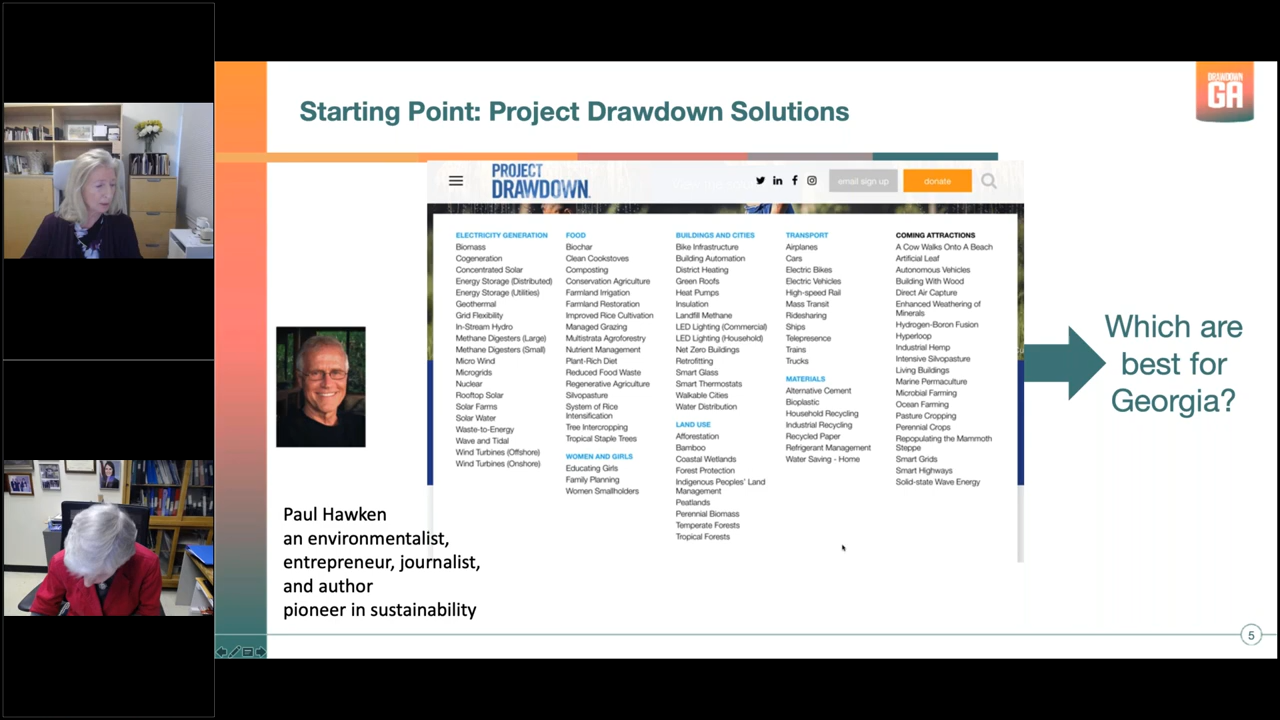 Starting Point: Project Drawdown Solutions
DRAWDOWN
GA
PROJECT
DRAWDOWN.
email sign up
donate
ELECTRICITY GENERATION
Biomass
Cogeneration
Concentrated Solar
Energy Storage (Distributed)
Energy Storage (Utilities)
Geothermal
Grid Flexibility
In-Stream Hydro
Methane Digesters (Large)
Methane Digesters (Small)
Micro Wind
Microgrids
Nuclear
Rooftop Solar
Solar Farms
Solar Water
Waste-to-Energy
Wave and Tidal
Wind Turbines (Offshore)
Wind Turbines (Onshore)
FOOD
Biochar
Clean Cookstoves
Composting
Conservation Agriculture
Farmland Irrigation
Farmland Restoration
Improved Rice Cultivation
Managed Grazing
Multistrata Agroforestry
Nutrient Management
Plant-Rich Diet
Reduced Food Waste
Regenerative Agriculture
Silvopasture
System of Rice
Intensification
Tree Intercropping
Tropical Staple Trees
WOMEN AND GIRLS
Educating Girls
Family Planning
Women Smallholders
BUILDINGS AND CITIES
Bike Infrastructure
Building Automation
District Heating
Green Roofs
Heat Pumps
Insulation
Landfill Methane
LED Lighting (Commercial)
LED Lighting (Household)
Net Zero Buildings
Retrofitting
Smart Glass
Smart Thermostats
Walkable Cities
Water Distribution
LAND USE
Afforestation
Bamboo
Coastal Wetlands
Forest Protection
Indigenous Peoples' Land
Management
Peatlands
Perennial Biomass
Temperate Forests
Tropical Forests
TRANSPORT
Airplanes
Cars
Electric Bikes
Electric Vehicles
High-speed Rail
Mass Transit
Ridesharing
Ships
Telepresence
Trains
Trucks
MATERIALS
Alternative Cement
Bioplastic
Household Recycling
Industrial Recycling
Recycled Paper
Refrigerant Management
Water Saving - Home
COMING ATTRACTIONS
A Cow Walks Onto A Beach
Artificial Leaf
Autonomous Vehicles
Building With Wood
Direct Air Capture
Enhanced Weathering of
Minerals
Hydrogen-Boron Fusion
Hyperloop
Industrial Hemp
Intensive Silvopasture
Living Buildings
Marine Permaculture
Microbial Farming
Ocean Farming
Pasture Cropping
Perennial Crops
Repopulating the Mammoth
Steppe
Smart Grids
Smart Highways
Solid-state Wave Energy
Which are
best for
Georgia?
Paul Hawken
an environmentalist,
entrepreneur, journalist,
and author
pioneer in sustainability
5